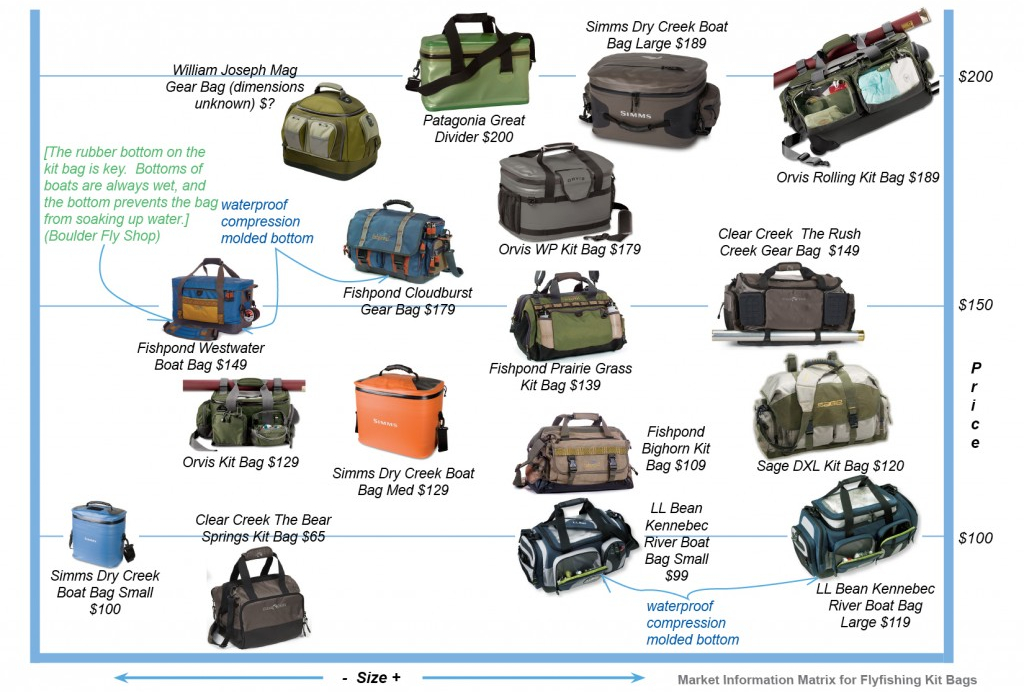 Simms Dry Creek Boat
Bag Large $189
$200
William Joseph Mag
Gear Bag (dimensions
unknown) $?
SIMMS
Patagonia Great
Divider $200
[The rubber bottom on the
kit bag is key. Bottoms of
boats are always wet, and
the bottom prevents the bag
from soaking up water.]
(Boulder Fly Shop)
Orvis Rolling Kit Bag $189
ORVIS
waterproof
compression
molded bottom
Clear Creek The Rush
Creek Gear Bag $149
Orvis WP Kit Bag $179
Fishpond Cloudburst
Gear Bag $179
$150
Fishpond Westwater
Boat Bag $149
Fishpond Prairie Grass
Kit Bag $139
Price
SIMMS
SAGE
Fishpond
Bighorn Kit
Bag $109
Orvis Kit Bag $129
Simms Dry Creek Boat
Bag Med $129
Sage DXL Kit Bag $120
LL Bean
Kennebec
River Boat
Bag Small
$99
Clear Creek The Bear
Springs Kit Bag $65
$100
Simms Dry Creek
Boat Bag Small
$100
LL Bean Kennebec
River Boat Bag
Large $119
waterproof
compression
molded bottom
- Size +
Market Information Matrix for Flyfishing Kit Bags